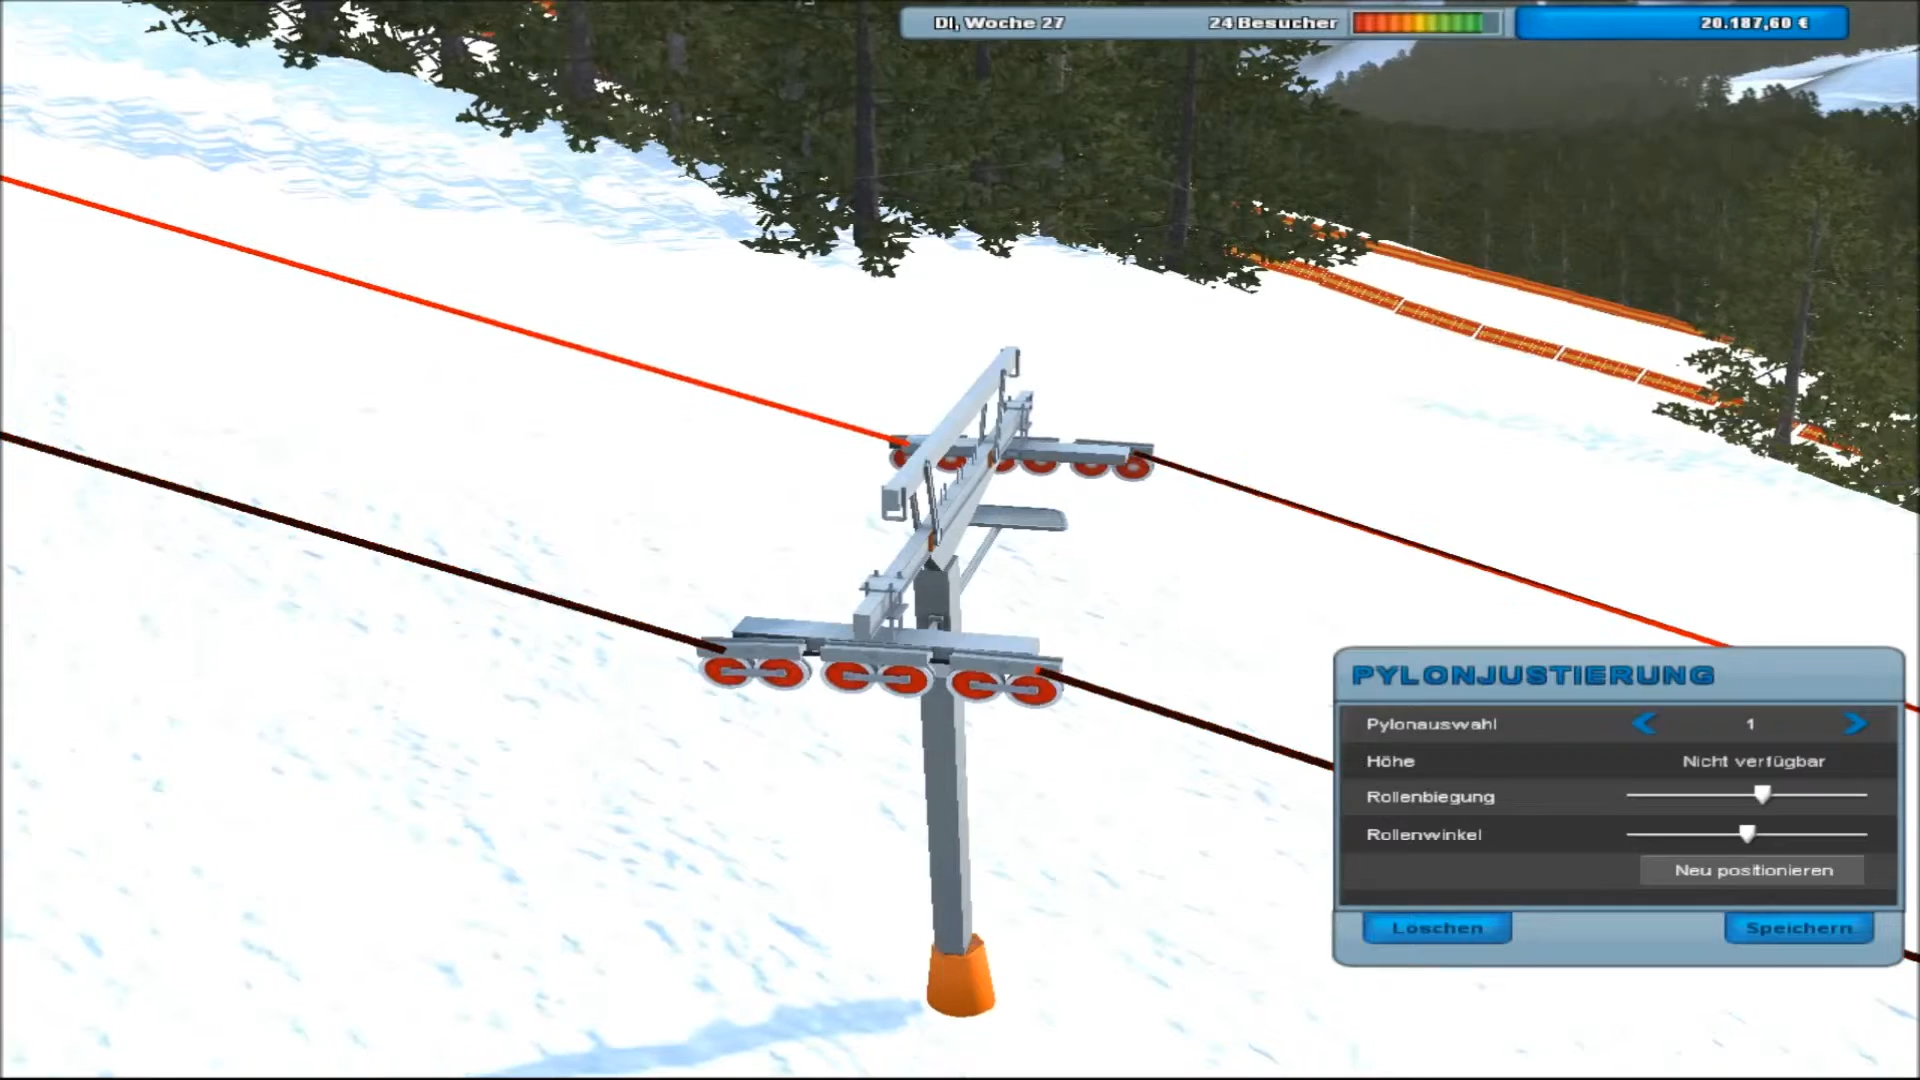 DI, Woche 27 24 Besucher 20.187,60 €
PYLONJUSTIERUNG
Pylonauswahl 1
Höhe Nicht verfügbar
Rollenbiegung
Rollenwinkel
Neu positionieren
Löschen Speichern